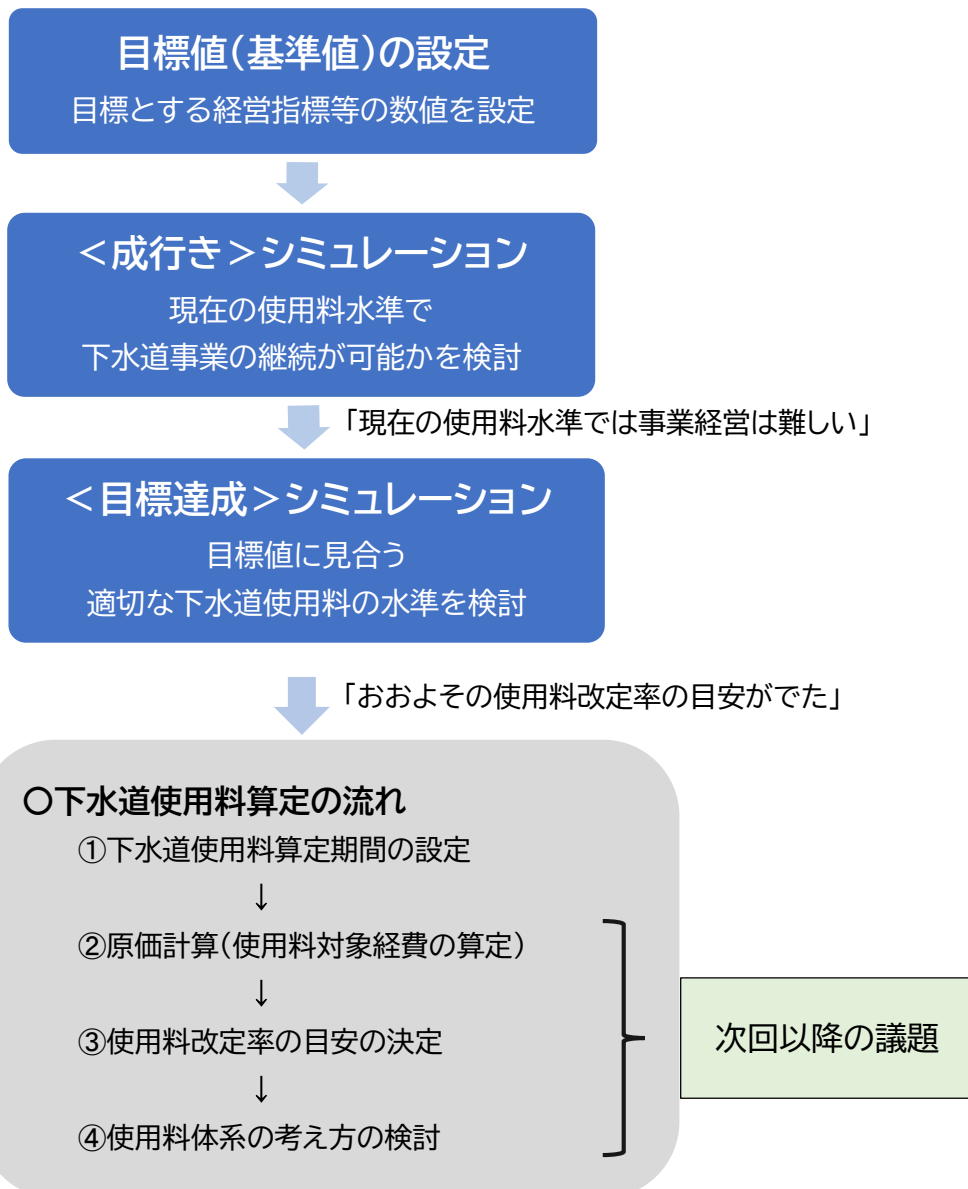 目標値(基準値)の設定
目標とする経営指標等の数値を設定
＜成行き＞シミュレーション
現在の使用料水準で
下水道事業の継続が可能かを検討
「現在の使用料水準では事業経営は難しい」
＜目標達成＞シミュレーション
目標値に見合う
適切な下水道使用料の水準を検討
「おおよその使用料改定率の目安がでた」
〇下水道使用料算定の流れ
①下水道使用料算定期間の設定
↓
②原価計算(使用料対象経費の算定)
↓
③使用料改定率の目安の決定
↓
④使用料体系の考え方の検討
次回以降の議題